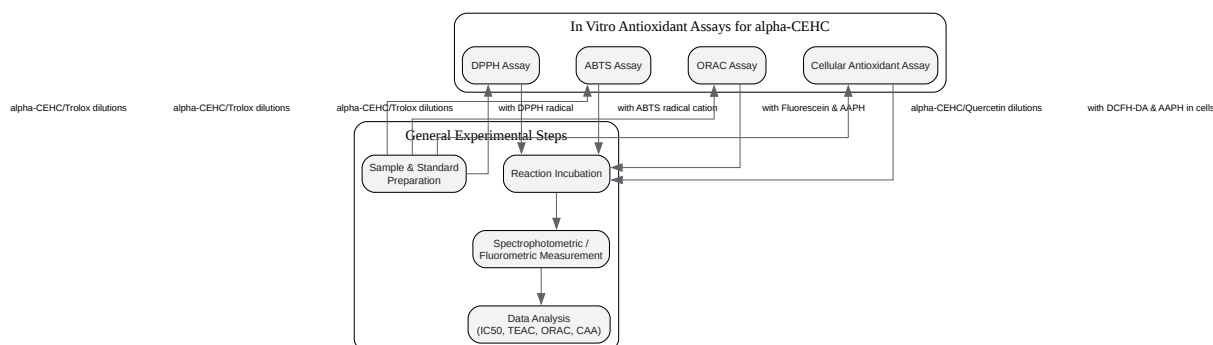 In Vitro Antioxidant Assays for alpha-CEHC
DPPH Assay
ABTS Assay
ORAC Assay
Cellular Antioxidant Assay
alpha-CEHC/Trolox dilutions
alpha-CEHC/Trolox dilutions
alpha-CEHC/Trolox dilutions
with DPPH radical
with ABTS radical cation
with Fluorescein & AAPH
alpha-CEHC/Quercetin dilutions
with DCFH-DA & AAPH in cells
General Experimental Steps
Sample & Standard
Preparation
Reaction Incubation
Spectrophotometric /
Fluorometric Measurement
Data Analysis
(IC50, TEAC, ORAC, CAA)